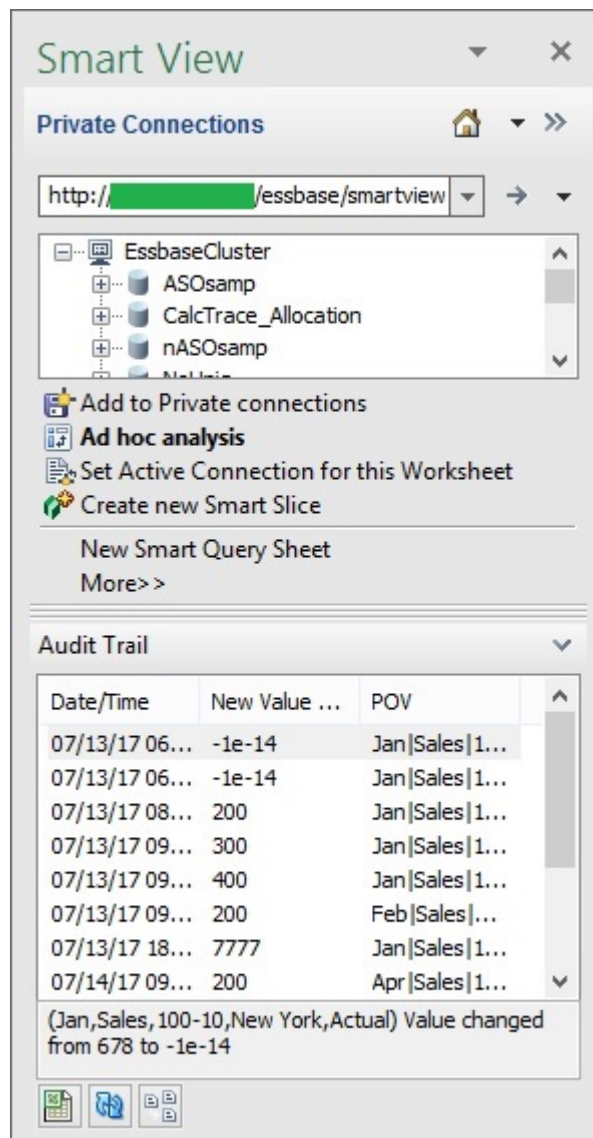 Smart View
Private Connections
http:// /essbase/smartview
EssbaseCluster
ASOsamp
CalcTrace_Allocation
nASOsamp
Add to Private connections
Ad hoc analysis
Set Active Connection for this Worksheet
Create new Smart Slice
New Smart Query Sheet
More>>
Audit Trail
Date/Time New Value ... POV
07/13/17 06... -1e-14 Jan|Sales|1...
07/13/17 06... -1e-14 Jan|Sales|1...
07/13/17 08... 200 Jan|Sales|1...
07/13/17 09... 300 Jan|Sales|1...
07/13/17 09... 400 Jan|Sales|1...
07/13/17 09... 200 Feb|Sales|...
07/13/17 18... 7777 Jan|Sales|1...
07/14/17 09... 200 Apr|Sales|1...
(Jan,Sales,100-10,New York,Actual) Value changed
from 678 to -1e-14